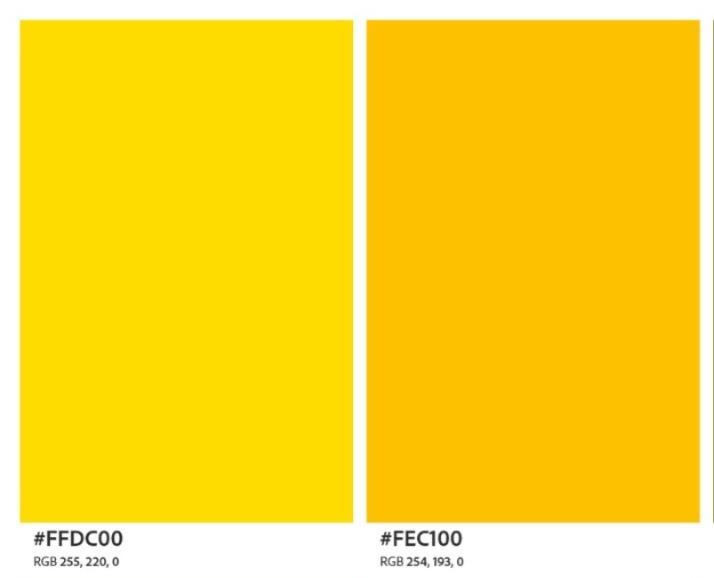 #FFDC00
RGB 255, 220, 0
#FEC100
RGB 254, 193, 0